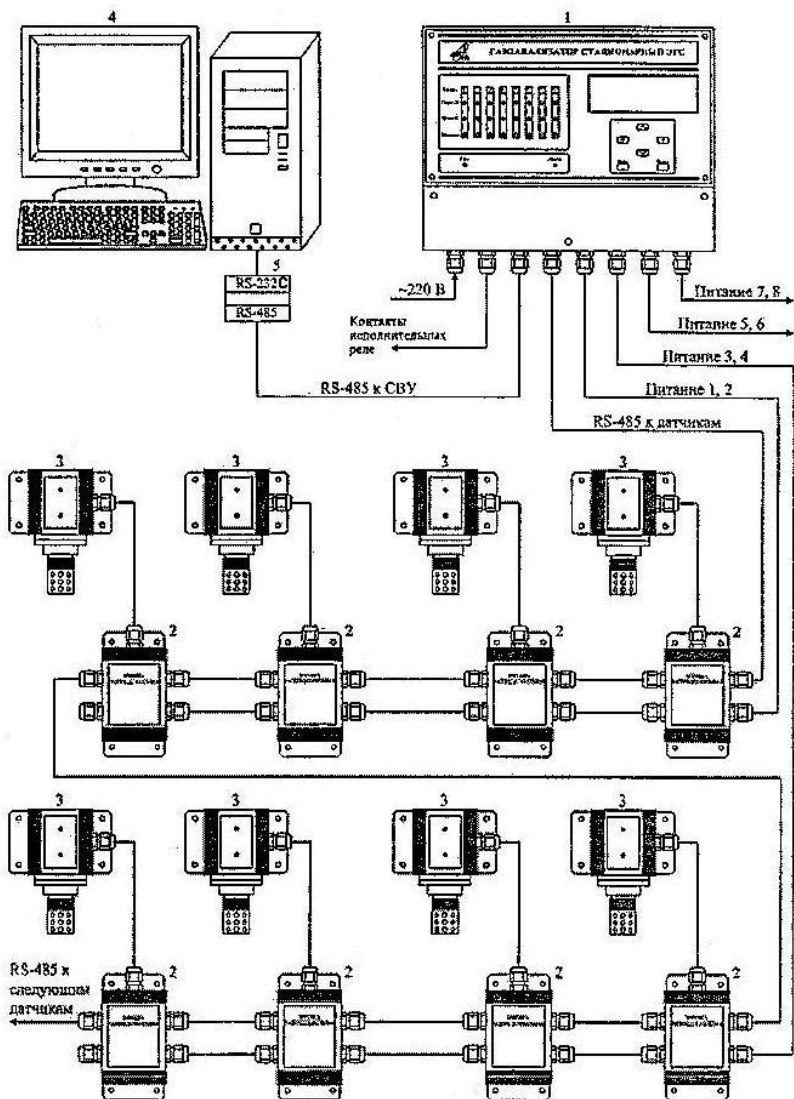 4
1
ГАЗОАНАЛИЗАТОР СТАЦИОНАРНЫЙ ЭГС
5
RS-232C
RS-485
~220 В
Контакты
исполнительных
реле
RS-485 к СВУ
Питание 7, 8
Питание 5, 6
Питание 3, 4
Питание 1, 2
RS-485 к датчикам
3
3
3
3
2
2
2
2
3
3
3
3
2
2
2
2
RS-485 к
следующим
датчикам